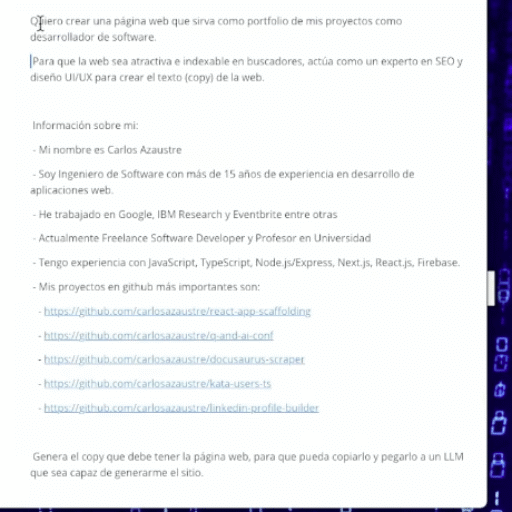 Quiero crear una página web que sirva como portfolio de mis proyectos como
desarrollador de software.
Para que la web sea atractiva e indexable en buscadores, actúa como un experto en SEO y
diseño UI/UX para crear el texto (copy) de la web.
Información sobre mi:
- Mi nombre es Carlos Azaustre
- Soy Ingeniero de Software con más de 15 años de experiencia en desarrollo de
aplicaciones web.
- He trabajado en Google, IBM Research y Eventbrite entre otras
- Actualmente Freelance Software Developer y Profesor en Universidad
- Tengo experiencia con JavaScript, TypeScript, Node.js/Express, Next.js, React.js, Firebase.
- Mis proyectos en github más importantes son:
- https://github.com/carlosazaustre/react-app-scaffolding
- https://github.com/carlosazaustre/q-and-ai-conf
- https://github.com/carlosazaustre/docusaurus-scraper
- https://github.com/carlosazaustre/kata-users-ts
- https://github.com/carlosazaustre/linkedin-profile-builder
Genera el copy que debe tener la página web, para que pueda copiarlo y pegarlo a un LLM
que sea capaz de generarme el sitio.